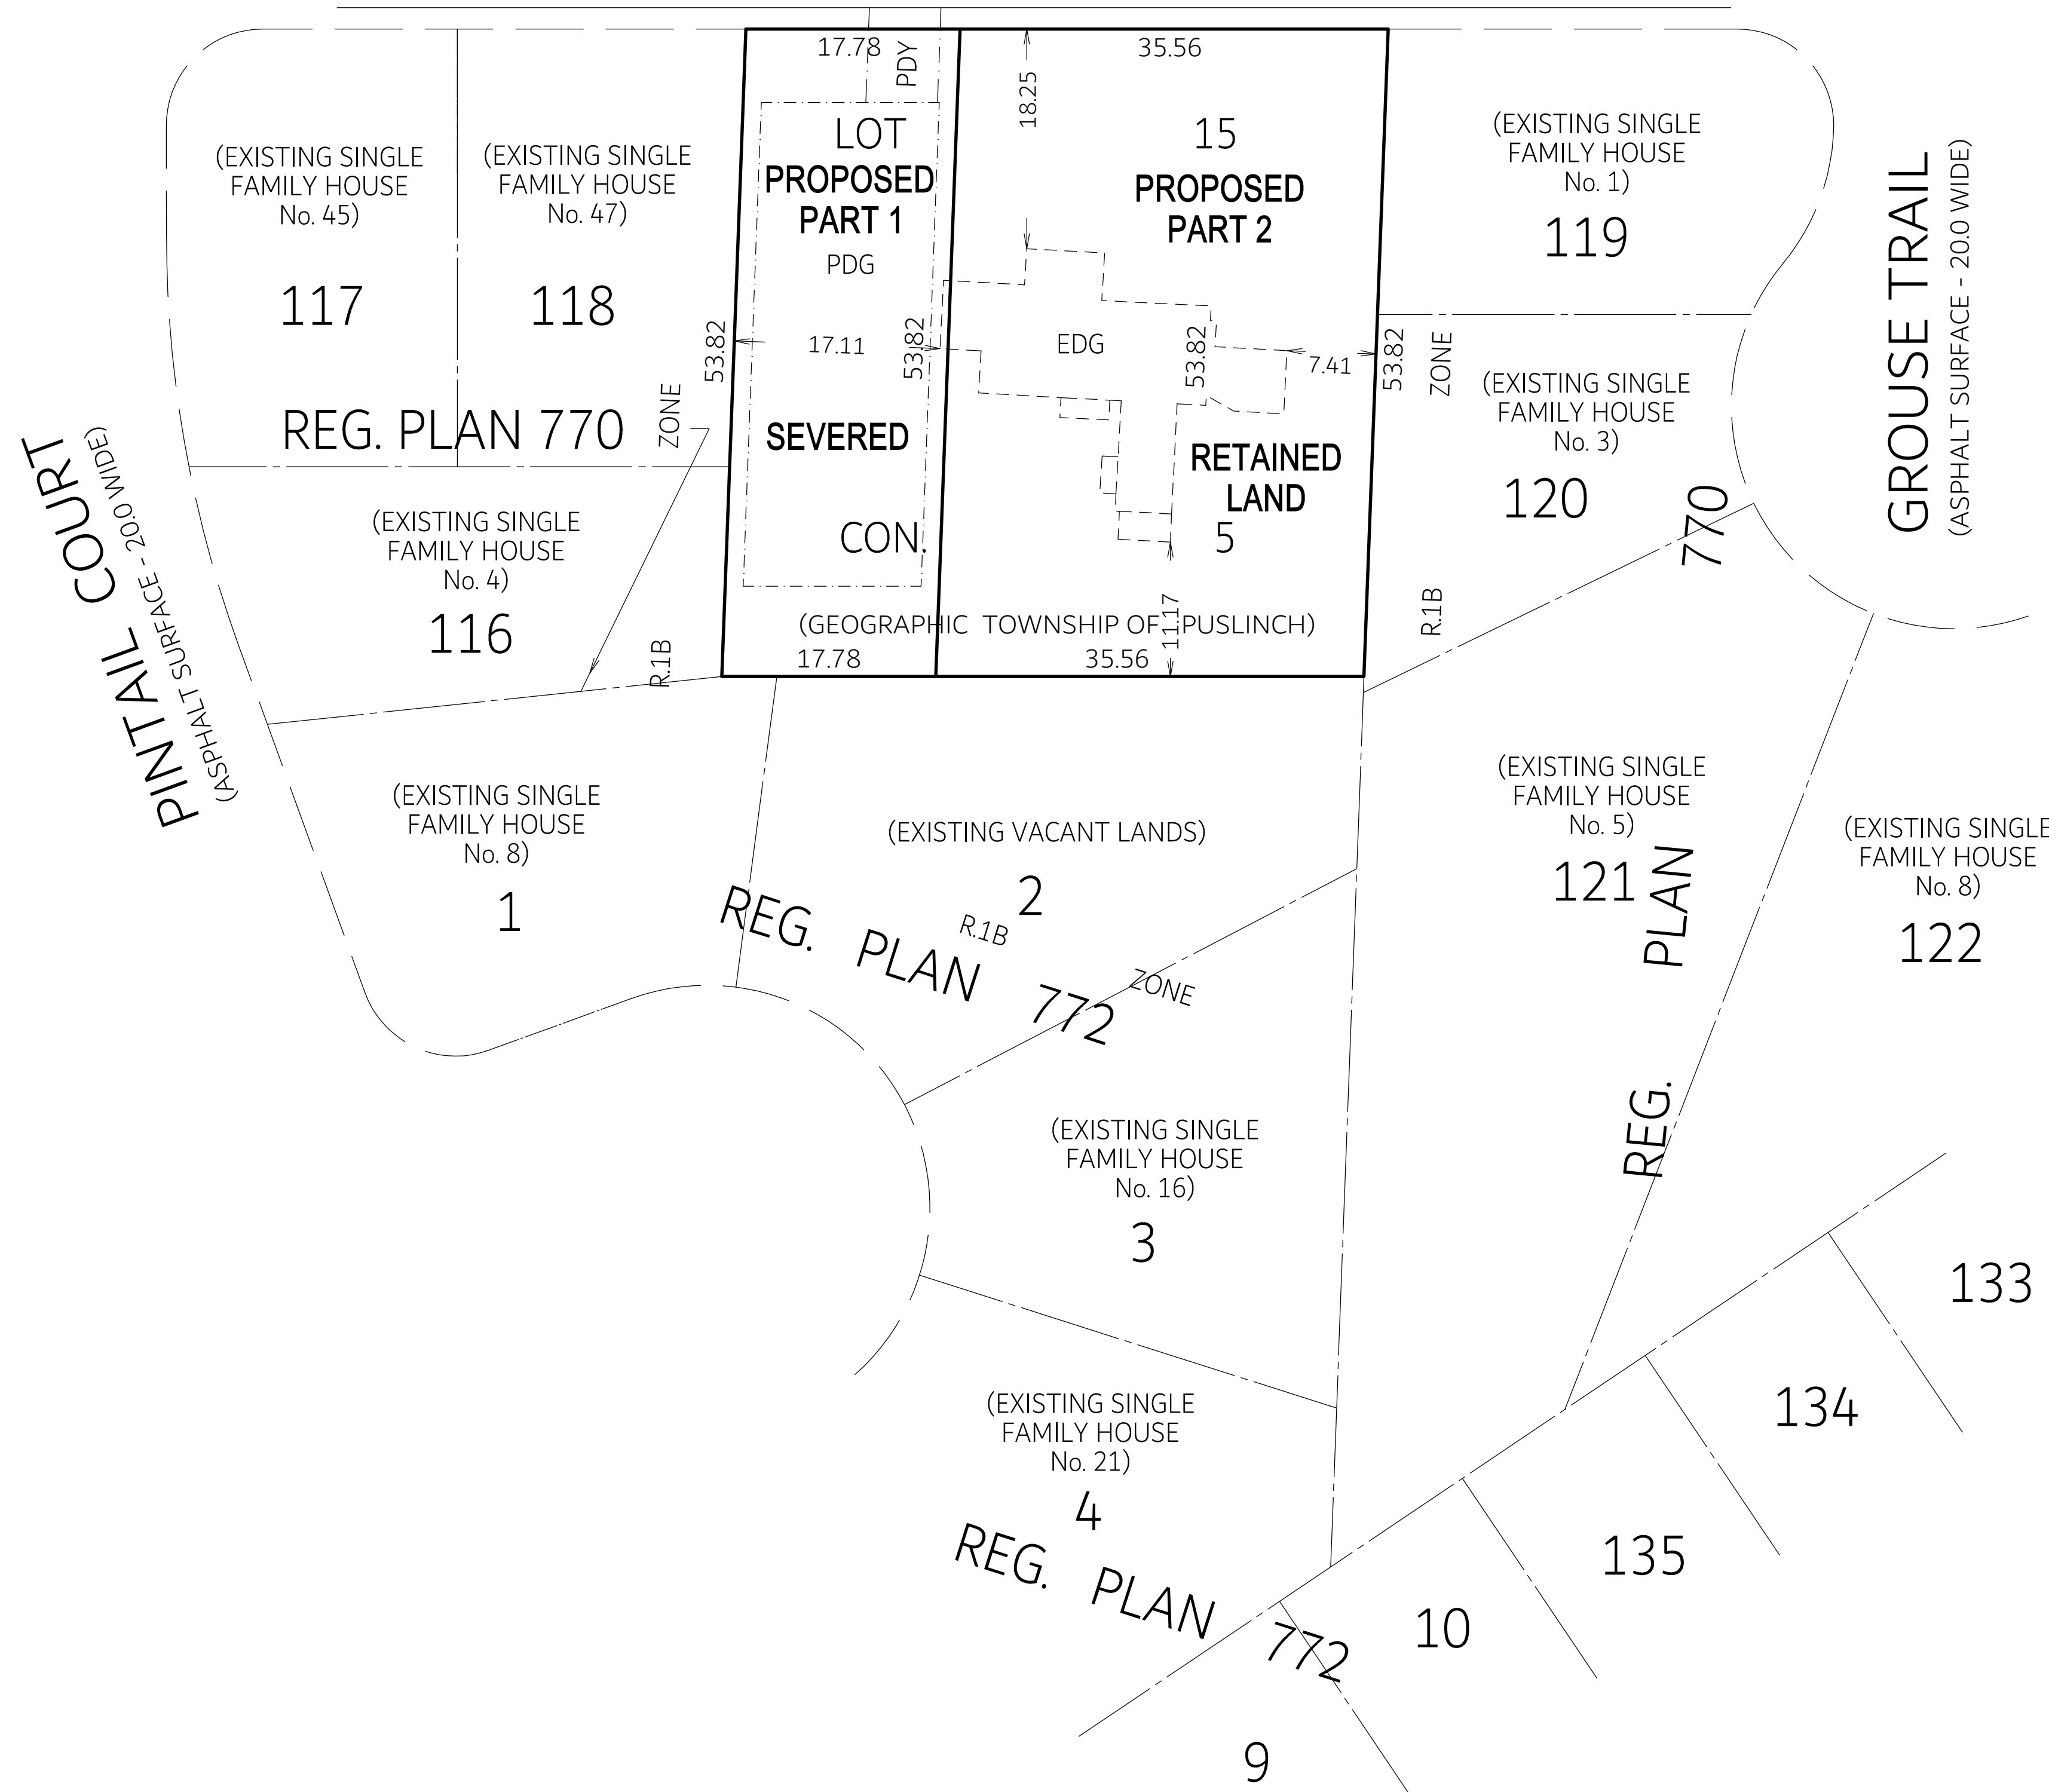 17.78
35.56
PDY
18.25
LOT
15
PROPOSED
PART 1
PROPOSED
PART 2
PDG
(EXISTING SINGLE
FAMILY HOUSE
No. 45)
117
(EXISTING SINGLE
FAMILY HOUSE
No. 47)
118
(EXISTING SINGLE
FAMILY HOUSE
No. 1)
119
GROUSE TRAIL
(ASPHALT SURFACE - 20.0 WIDE)
53.82
17.11
53.82
EDG
53.82
7.41
53.82
ZONE
ZONE
REG. PLAN 770
SEVERED
RETAINED
LAND
(EXISTING SINGLE
FAMILY HOUSE
No. 3)
120
770
CON.
5
PINTAIL COURT
(ASPHALT SURFACE - 20.0 WIDE)
(EXISTING SINGLE
FAMILY HOUSE
No. 4)
116
R.1B
R.1B
(GEOGRAPHIC TOWNSHIP OF PUSLINCH)
11.17
17.78
35.56
(EXISTING SINGLE
FAMILY HOUSE
No. 8)
1
(EXISTING VACANT LANDS)
2
R.1B
ZONE
REG. PLAN 772
(EXISTING SINGLE
FAMILY HOUSE
No. 5)
121
REG. PLAN
(EXISTING SINGLE
FAMILY HOUSE
No. 8)
122
(EXISTING SINGLE
FAMILY HOUSE
No. 16)
3
133
(EXISTING SINGLE
FAMILY HOUSE
No. 21)
4
134
REG. PLAN 772
135
10
9